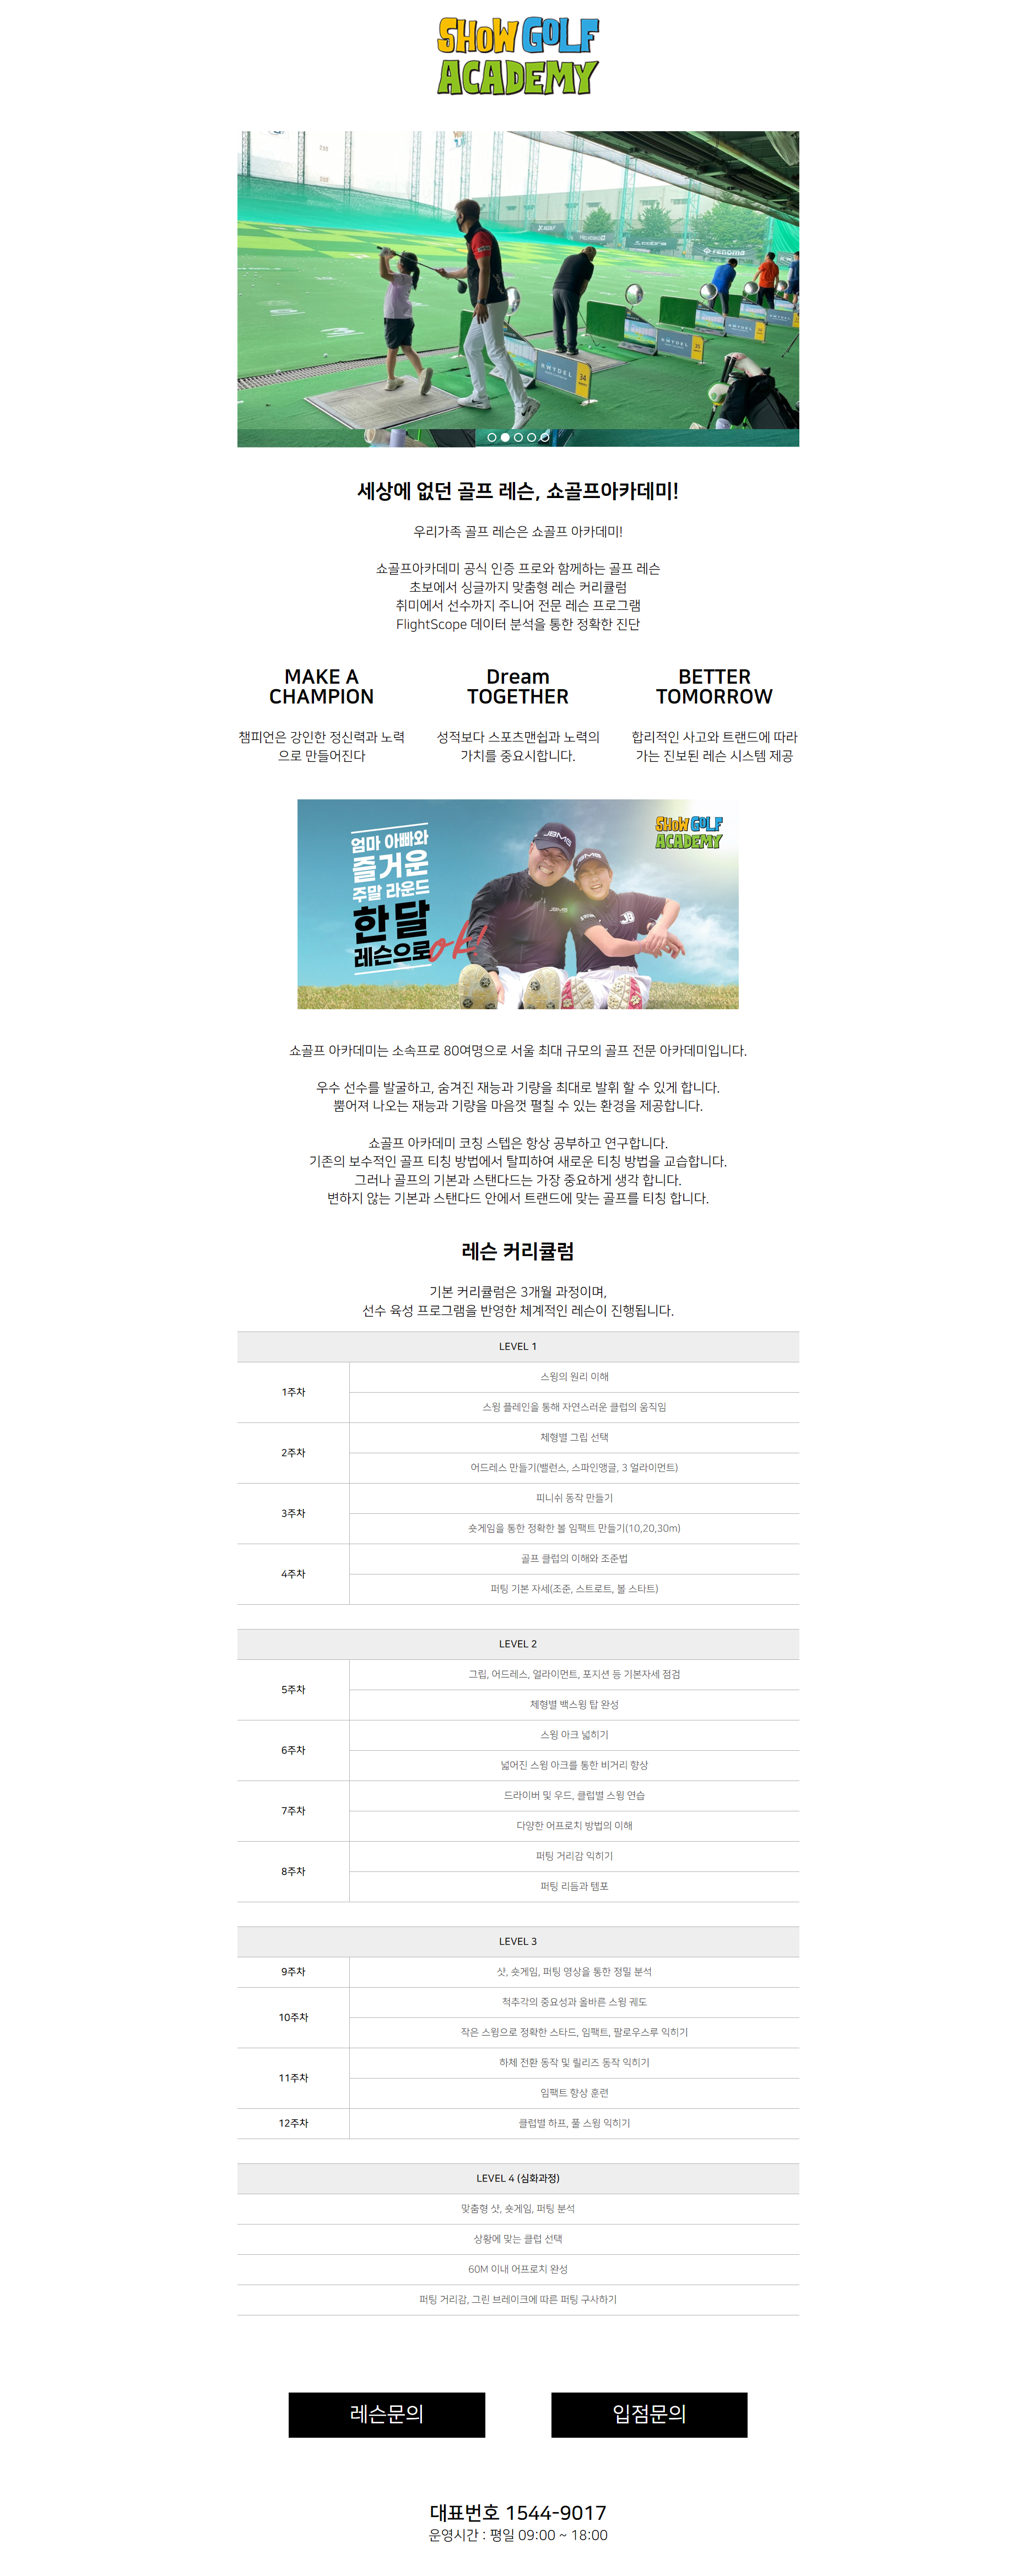 SHOW GOLF
ACADEMY
FENGMIA
34
35
세상에 없던 골프 레슨, 쇼골프아카데미!
우리가족 골프 레슨은 쇼골프 아카데미!
쇼골프아카데미 공식 인증 프로와 함께하는 골프 레슨
초보에서 싱글까지 맞춤형 레슨 커리큘럼
취미에서 선수까지 주니어 전문 레슨 프로그램
FlightScope 데이터 분석을 통한 정확한 진단
MAKE A
CHAMPION
챔피언은 강인한 정신력과 노력
으로 만들어진다
Dream
TOGETHER
성적보다 스포츠맨쉽과 노력의
가치를 중요시합니다.
BETTER
TOMORROW
합리적인 사고와 트랜드에 따라
가는 진보된 레슨 시스템 제공
엄마 아빠와
즐거운
주말 라운드
한달
레슨으로 ok!
JBMS
JBMS
JBMS
JB
SHOW GOLF
ACADEMY
쇼골프 아카데미는 소속프로 80여명으로 서울 최대 규모의 골프 전문 아카데미입니다.
우수 선수를 발굴하고, 숨겨진 재능과 기량을 최대로 발휘 할 수 있게 합니다.
뿜어져 나오는 재능과 기량을 마음껏 펼칠 수 있는 환경을 제공합니다.
쇼골프 아카데미 코칭 스텝은 항상 공부하고 연구합니다.
기존의 보수적인 골프 티칭 방법에서 탈피하여 새로운 티칭 방법을 교습합니다.
그러나 골프의 기본과 스탠다드는 가장 중요하게 생각 합니다.
변하지 않는 기본과 스탠다드 안에서 트랜드에 맞는 골프를 티칭 합니다.
레슨 커리큘럼
기본 커리큘럼은 3개월 과정이며,
선수 육성 프로그램을 반영한 체계적인 레슨이 진행됩니다.
LEVEL 1
1주차
스윙의 원리 이해
스윙 플레인을 통해 자연스러운 클럽의 움직임
2주차
체형별 그립 선택
어드레스 만들기(밸런스, 스파인앵글, 3 얼라이먼트)
3주차
피니쉬 동작 만들기
숏게임을 통한 정확한 볼 임팩트 만들기(10,20,30m)
4주차
골프 클럽의 이해와 조준법
퍼팅 기본 자세(조준, 스트로트, 볼 스타트)
LEVEL 2
5주차
그립, 어드레스, 얼라이먼트, 포지션 등 기본자세 점검
체형별 백스윙 탑 완성
6주차
스윙 아크 넓히기
넓어진 스윙 아크를 통한 비거리 향상
7주차
드라이버 및 우드, 클럽별 스윙 연습
다양한 어프로치 방법의 이해
8주차
퍼팅 거리감 익히기
퍼팅 리듬과 템포
LEVEL 3
9주차
샷, 숏게임, 퍼팅 영상을 통한 정밀 분석
10주차
척추각의 중요성과 올바른 스윙 궤도
작은 스윙으로 정확한 스타드, 임팩트, 팔로우스루 익히기
11주차
하체 전환 동작 및 릴리즈 동작 익히기
임팩트 향상 훈련
12주차
클럽별 하프, 풀 스윙 익히기
LEVEL 4 (심화과정)
맞춤형 샷, 숏게임, 퍼팅 분석
상황에 맞는 클럽 선택
60M 이내 어프로치 완성
퍼팅 거리감, 그린 브레이크에 따른 퍼팅 구사하기
레슨문의
입점문의
대표번호 1544-9017
운영시간 : 평일 09:00 ~ 18:00